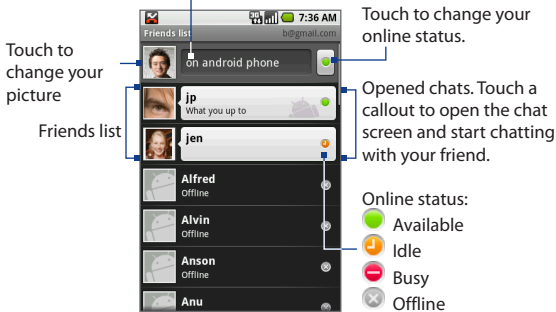 7:36 AM
Friends list
b@gmail.com
on android phone
jp
What you up to
jen
Alfred
Offline
Alvin
Offline
Anson
Offline
Anu
Touch to
change your
picture
Friends list
Touch to change your
online status.
Opened chats. Touch a
callout to open the chat
screen and start chatting
with your friend.
Online status:
Available
Idle
Busy
Offline